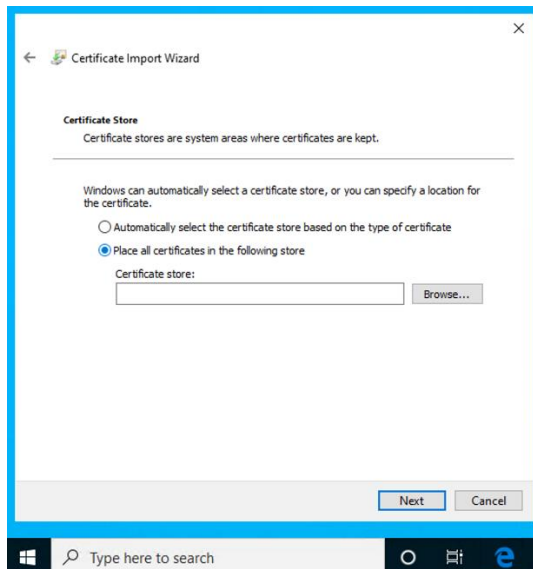 Certificate Import Wizard
Certificate Store
Certificate stores are system areas where certificates are kept.
Windows can automatically select a certificate store, or you can specify a location for
the certificate.
Automatically select the certificate store based on the type of certificate
Place all certificates in the following store
Certificate store:
Browse...
Next Cancel
Type here to search